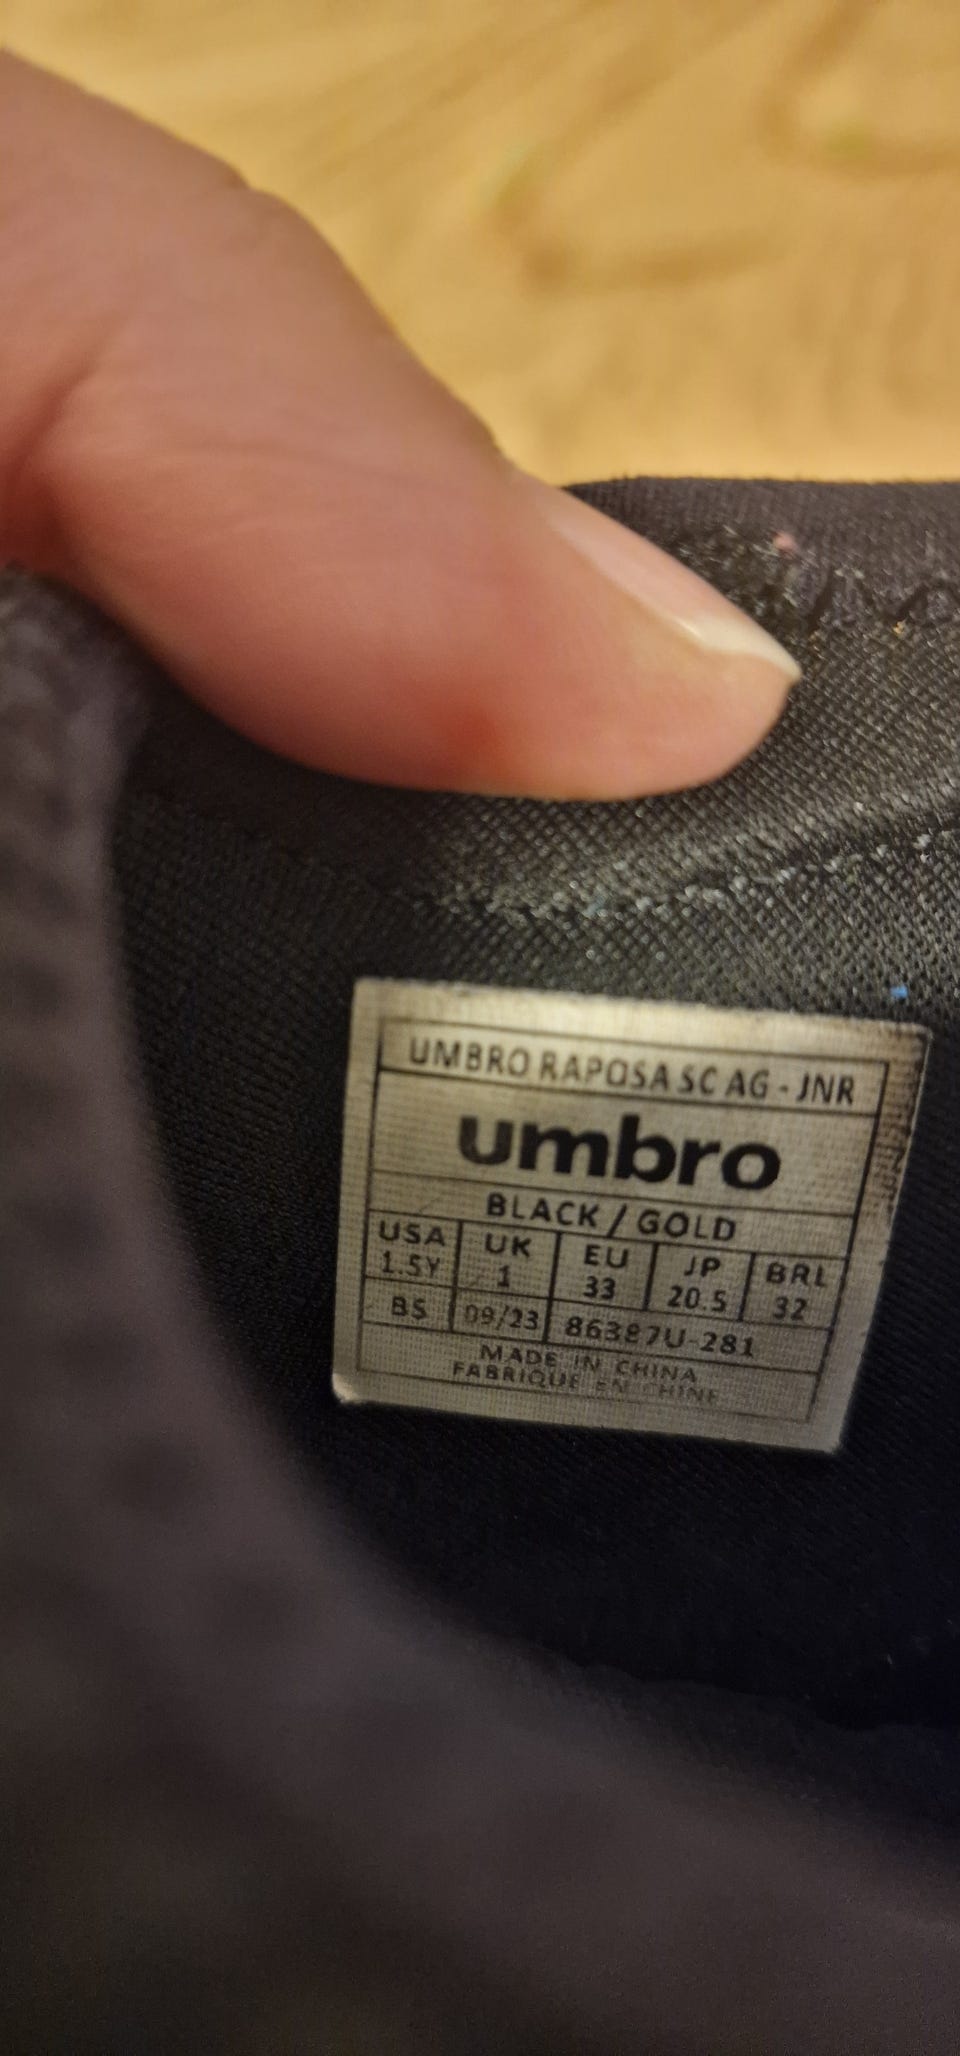 UMBRO RAPOSA SC AG - JNR
umbro
BLACK / GOLD
USA UK EU JP BRL
1.5Y 1 33 20.5 32
BS 09/23 86387U-281
MADE IN CHINA
FABRIQUE EN CHINE